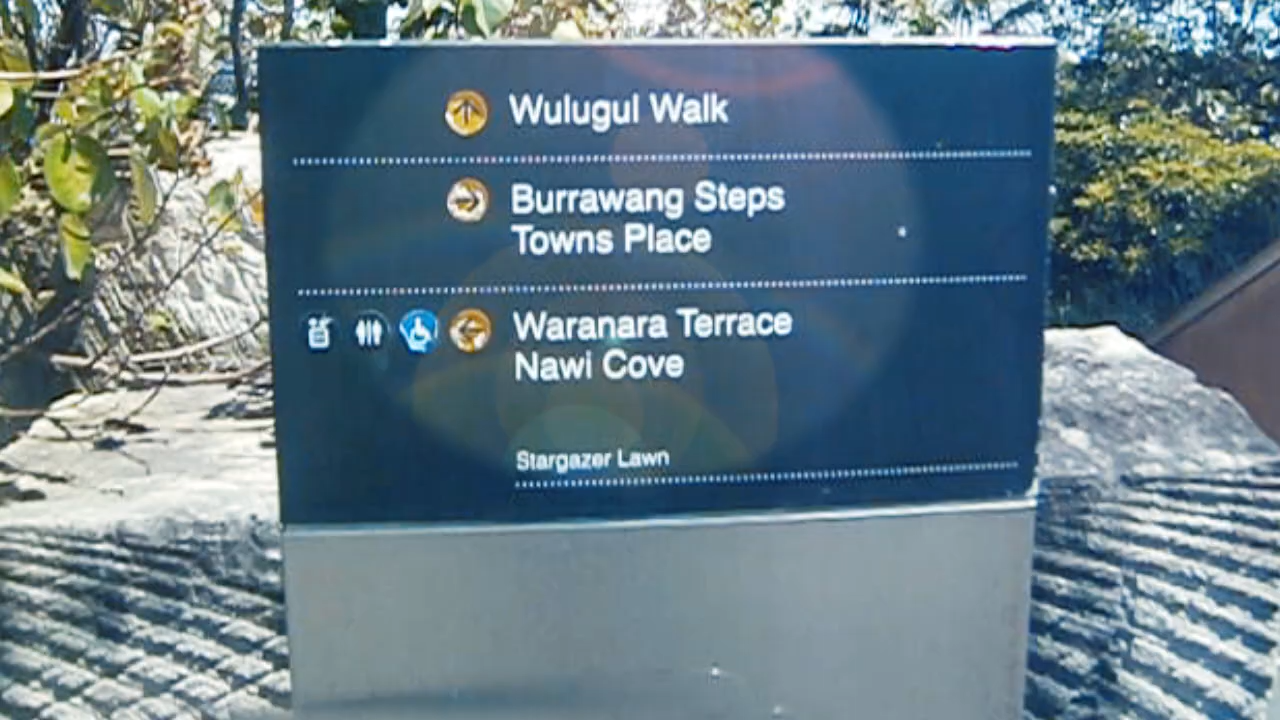 Wulugul Walk
Burrawang Steps
Towns Place
Waranara Terrace
Nawi Cove
Stargazer Lawn